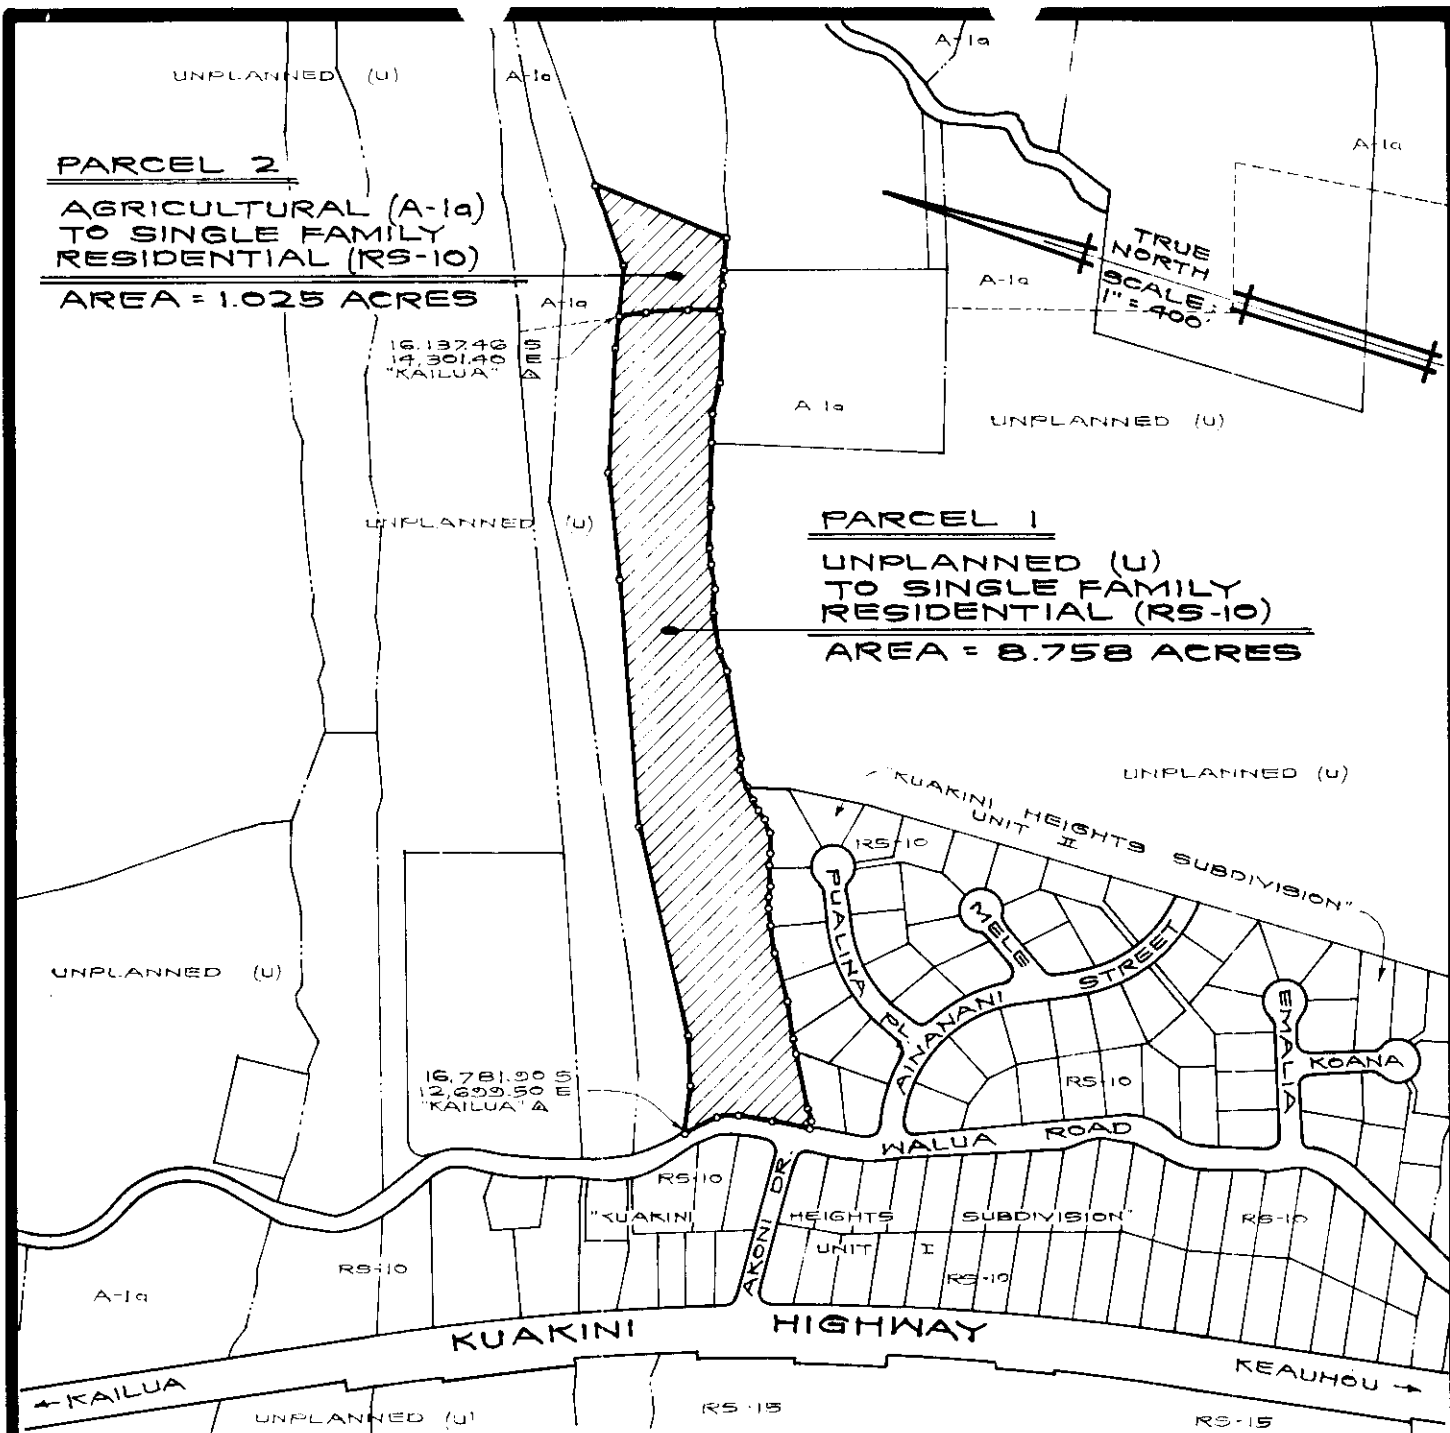 UNPLANNED (U)
A-1a
A-1a
A-1a
PARCEL 2
AGRICULTURAL (A-1a)
TO SINGLE FAMILY
RESIDENTIAL (RS-10)
AREA = 1.025 ACRES
TRUE
NORTH
SCALE:
1" = 400'
A-1a
A-1a
16,137.46 S
14,301.40 E
"KAILUA" △
A-1a
UNPLANNED (U)
UNPLANNED (U)
PARCEL 1
UNPLANNED (U)
TO SINGLE FAMILY
RESIDENTIAL (RS-10)
AREA = 8.758 ACRES
UNPLANNED (U)
"KUAKINI HEIGHTS SUBDIVISION"
UNIT II
RS-10
PUALINA PL.
MELE
AINANANI STREET
UNPLANNED (U)
EMALIA
KOANA
RS-10
16,781.90 S
12,699.50 E
"KAILUA" △
WALUA ROAD
AKONI DR.
RS-10
"KUAKINI HEIGHTS SUBDIVISION"
UNIT I
RS-10
RS-10
RS-10
A-1a
KUAKINI HIGHWAY
← KAILUA
KEAUHOU →
UNPLANNED (U)
RS-15
RS-15